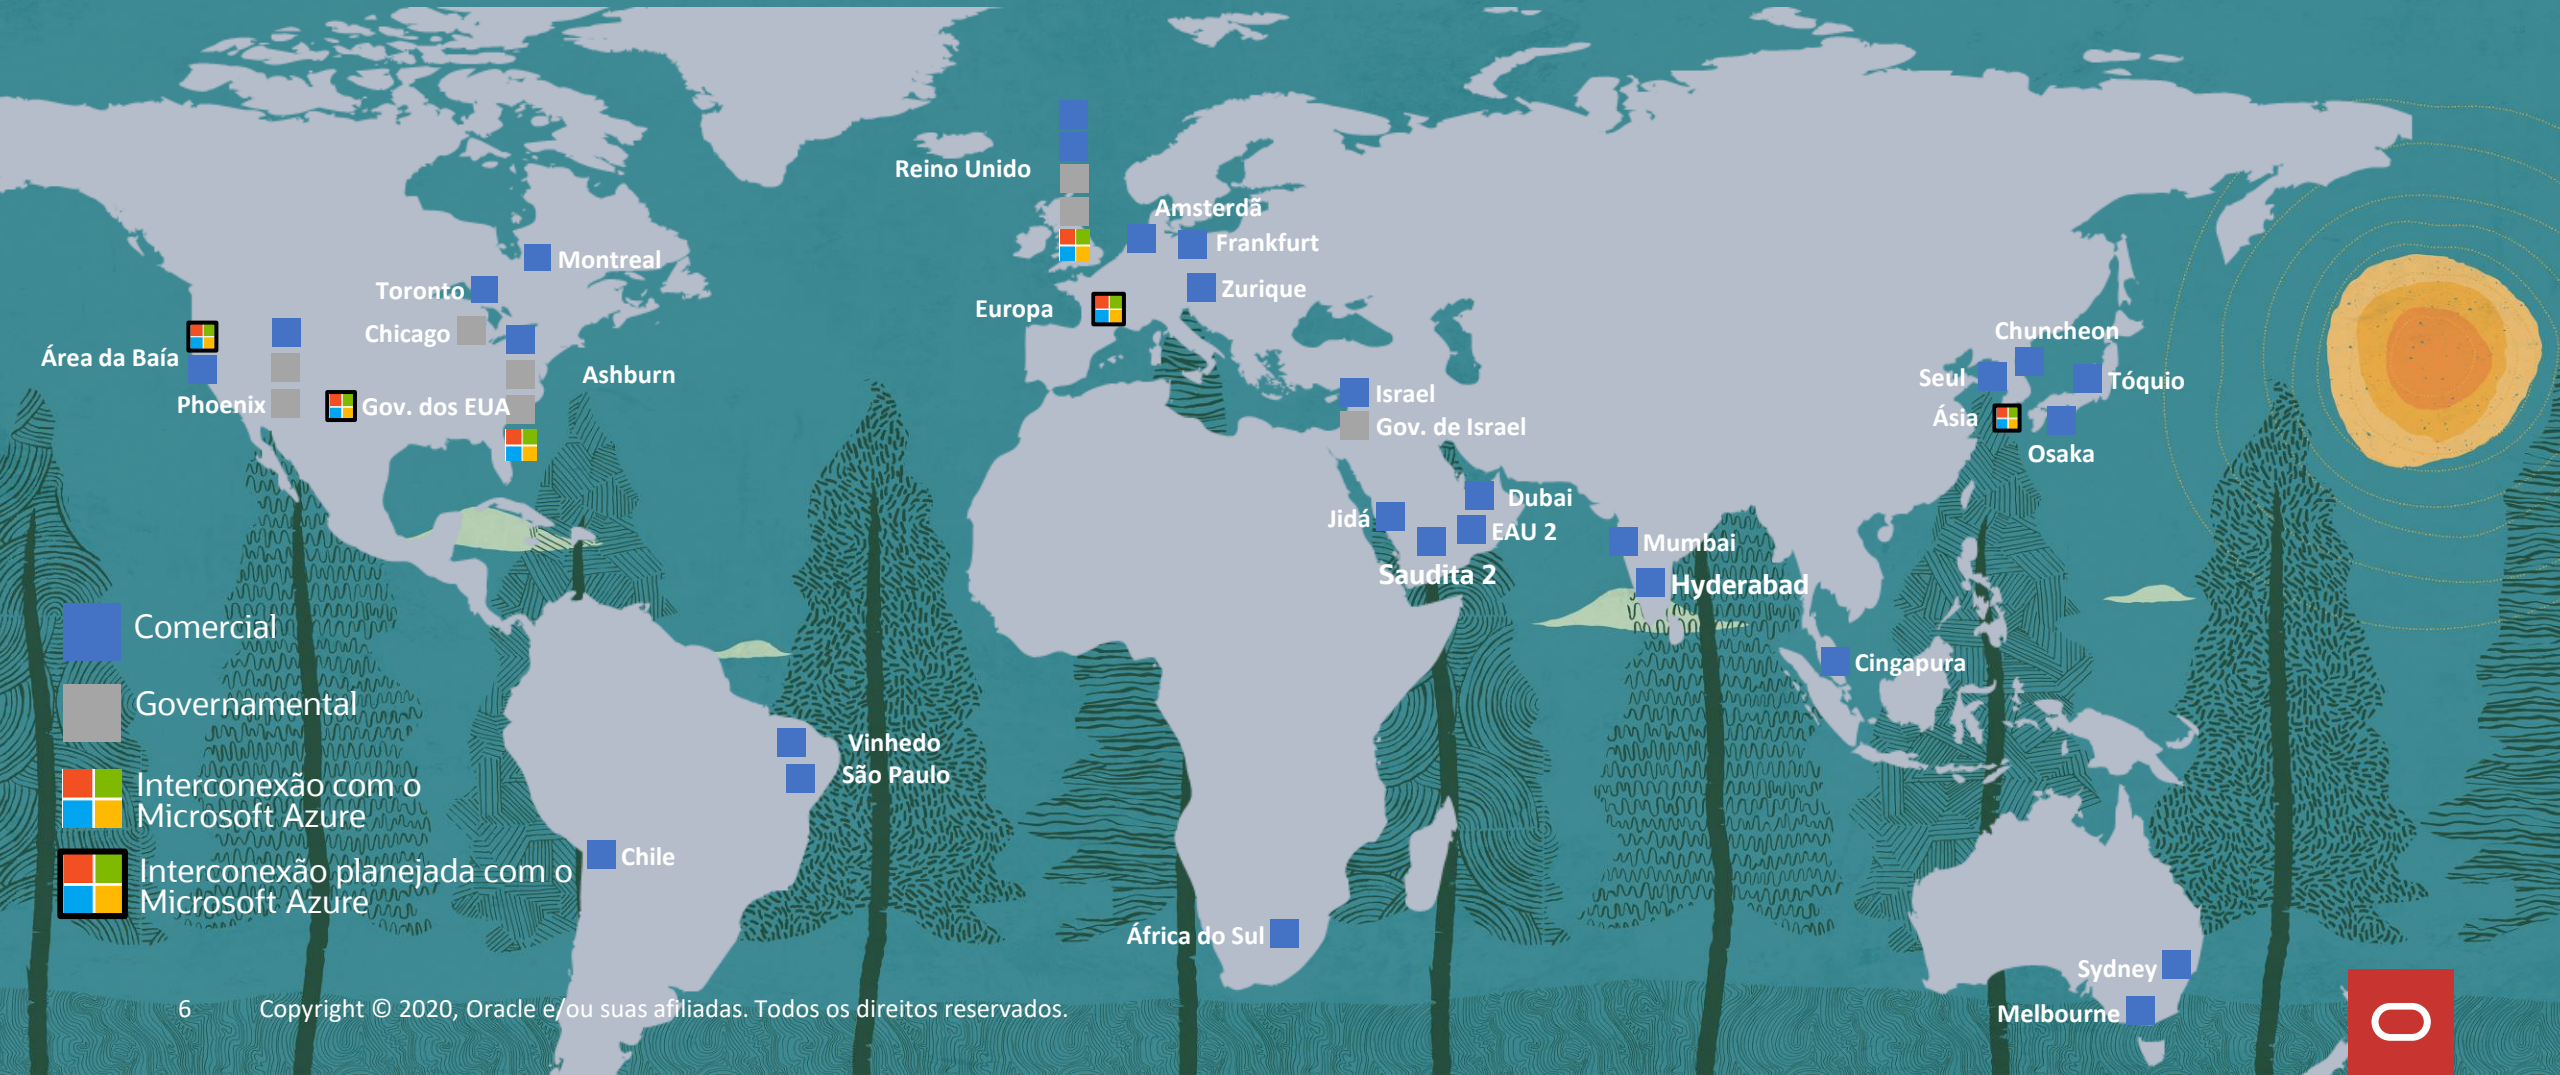 Reino Unido
Amsterdã
Frankfurt
Montreal
Toronto
Zurique
Europa
Chicago
Chuncheon
Área da Baía
Ashburn
Seul
Tóquio
Israel
Phoenix
Gov. dos EUA
Ásia
Gov. de Israel
Osaka
Dubai
Jidá
EAU 2
Mumbai
Saudita 2
Hyderabad
Comercial
Cingapura
Governamental
Vinhedo
São Paulo
Interconexão com o
Microsoft Azure
Chile
Interconexão planejada com o
Microsoft Azure
África do Sul
Sydney
Melbourne
6 Copyright © 2020, Oracle e/ou suas afiliadas. Todos os direitos reservados.